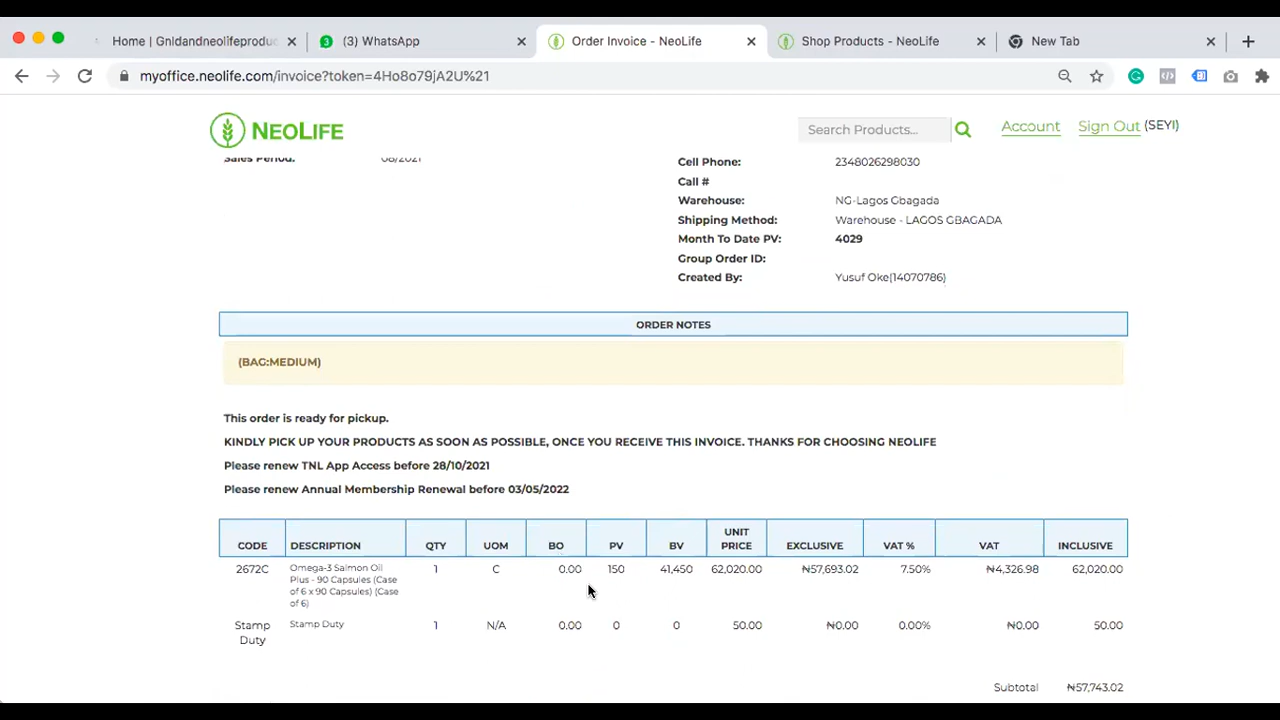 Home | Gnldandneolifeproduc
(3) WhatsApp
Order Invoice - NeoLife
Shop Products - NeoLife
New Tab
myoffice.neolife.com/invoice?token=4Ho8o79jA2U%21
NEOLIFE
Search Products...
Account
Sign Out (SEYI)
Sales Period: 08/2021
Cell Phone: 2348026298030
Call #
Warehouse: NG-Lagos Gbagada
Shipping Method: Warehouse - LAGOS GBAGADA
Month To Date PV: 4029
Group Order ID:
Created By: Yusuf Oke(14070786)
ORDER NOTES
(BAG:MEDIUM)
This order is ready for pickup.
KINDLY PICK UP YOUR PRODUCTS AS SOON AS POSSIBLE, ONCE YOU RECEIVE THIS INVOICE. THANKS FOR CHOOSING NEOLIFE
Please renew TNL App Access before 28/10/2021
Please renew Annual Membership Renewal before 03/05/2022
CODE DESCRIPTION QTY UOM BO PV BV UNIT PRICE EXCLUSIVE VAT % VAT INCLUSIVE
2672C Omega-3 Salmon Oil 1 C 0.00 150 41,450 62,020.00 ₦57,693.02 7.50% ₦4,326.98 62,020.00
Plus - 90 Capsules (Case
of 6 x 90 Capsules) (Case
of 6)
Stamp Duty Stamp Duty 1 N/A 0.00 0 0 50.00 ₦0.00 0.00% ₦0.00 50.00
Subtotal ₦57,743.02